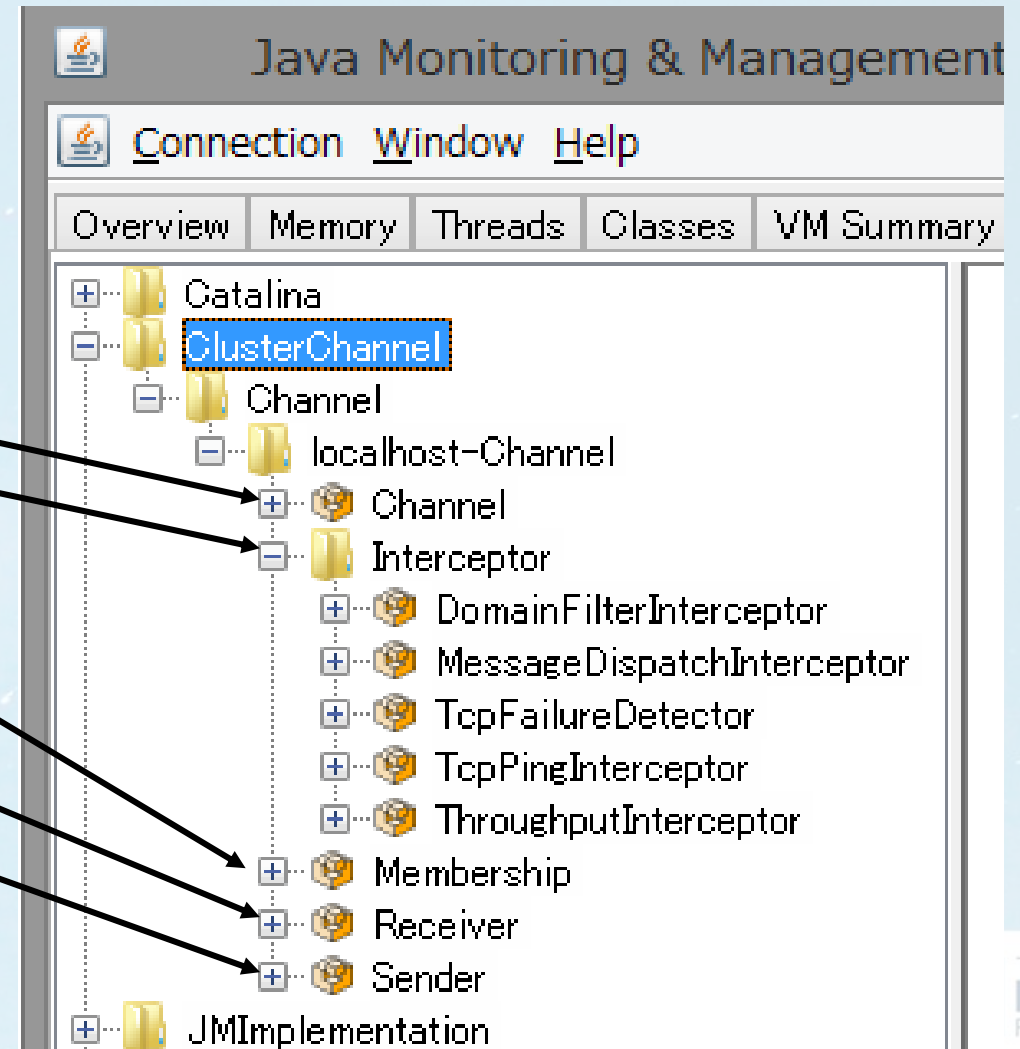 Java Monitoring & Management
Connection Window Help
Overview Memory Threads Classes VM Summary
Catalina
ClusterChannel
Channel
localhost-Channel
Channel
Interceptor
DomainFilterInterceptor
MessageDispatchInterceptor
TcpFailureDetector
TcpPingInterceptor
ThroughputInterceptor
Membership
Receiver
Sender
JMImplementation